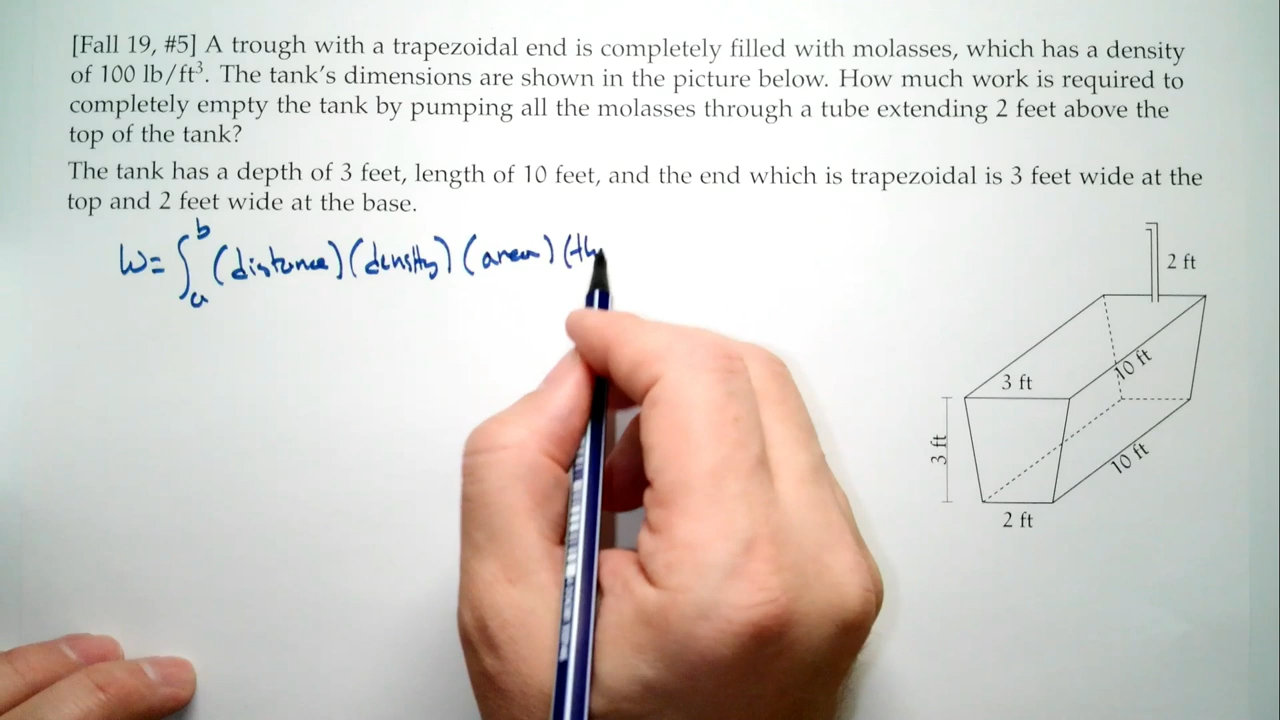 [Fall 19, #5] A trough with a trapezoidal end is completely filled with molasses, which has a density
of 100 lb/ft³. The tank's dimensions are shown in the picture below. How much work is required to
completely empty the tank by pumping all the molasses through a tube extending 2 feet above the
top of the tank?
The tank has a depth of 3 feet, length of 10 feet, and the end which is trapezoidal is 3 feet wide at the
top and 2 feet wide at the base.
W = ∫_a^b (distance)(density)(area)(th
2 ft
3 ft
10 ft
3 ft
10 ft
2 ft